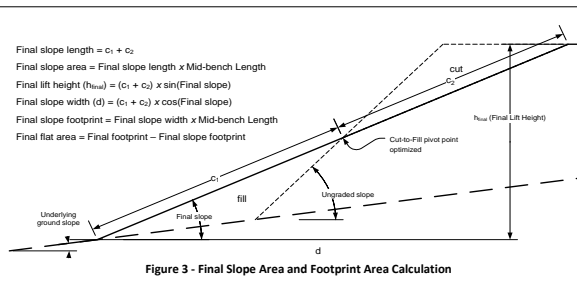 Final slope length = c₁ + c₂
Final slope area = Final slope length x Mid-bench Length
Final lift height (hfinal) = (c₁ + c₂) x sin(Final slope)
Final slope width (d) = (c₁ + c₂) x cos(Final slope)
Final slope footprint = Final slope width x Mid-bench Length
Final flat area = Final footprint – Final slope footprint
cut
c₂
hfinal (Final Lift Height)
Cut-to-Fill pivot point
optimized
c₁
fill
Ungraded slope
Underlying
ground slope
Final slope
d
Figure 3 - Final Slope Area and Footprint Area Calculation